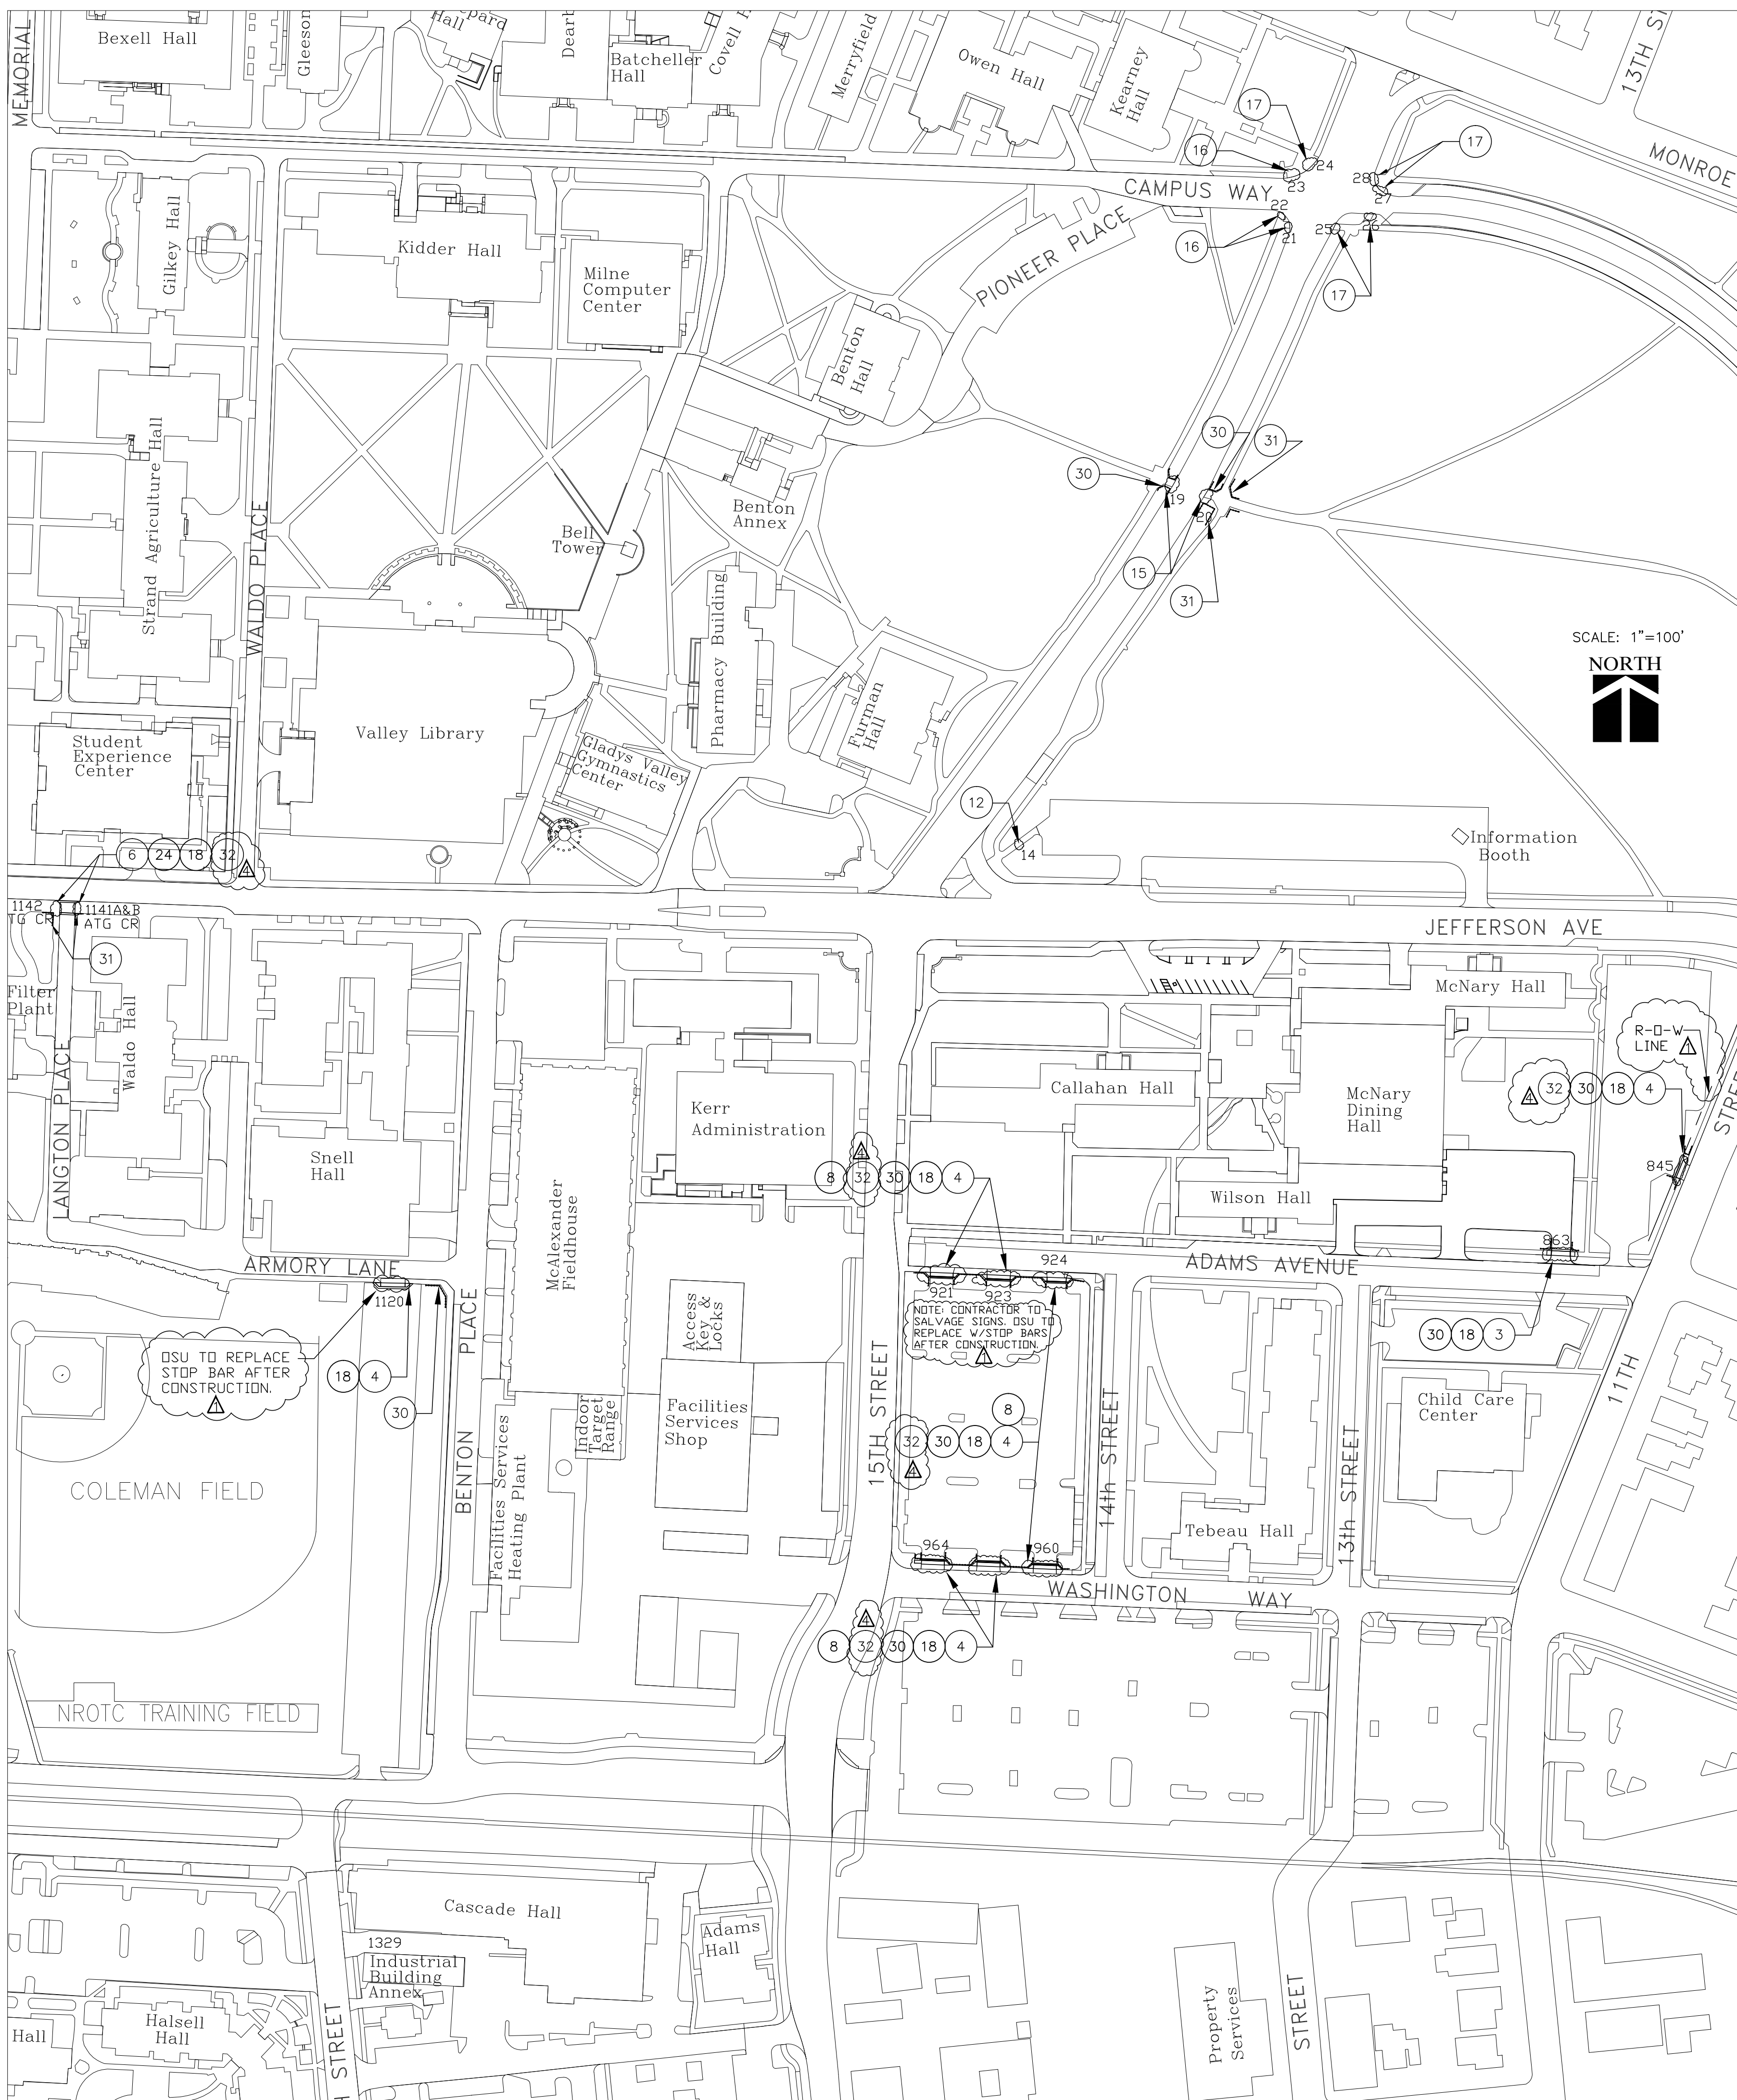 MEMORIAL
Bexell Hall
Gleeson
Hall
Dearb
Batcheller
Hall
Covell H
Merryfield
Owen Hall
Kearney
Hall
13TH ST
MONROE
17
16
24
23
17
28
27
CAMPUS WAY
22
21
16
25
26
17
PIONEER PLACE
Gilkey Hall
Kidder Hall
Milne
Computer
Center
Benton
Hall
Strand Agriculture Hall
WALDO PLACE
Bell
Tower
Benton
Annex
30
19
30
31
20
15
31
SCALE: 1"=100'
NORTH
Pharmacy Building
Furman
Hall
Valley Library
Student
Experience
Center
Gladys Valley
Gymnastics
Center
12
14
Information
Booth
6 24 18 32
4
1142
TG CR
1141A&B
ATG CR
31
JEFFERSON AVE
Filter
Plant
Waldo Hall
LANGTON PLACE
Snell
Hall
McAlexander
Fieldhouse
Kerr
Administration
Callahan Hall
McNary Hall
McNary
Dining
Hall
Wilson Hall
R-O-W
LINE 1
4 32 30 18 4
845
STREE
4
8 32 30 18 4
863
ADAMS AVENUE
ARMORY LANE
1120
921
923
924
NOTE: CONTRACTOR TO
SALVAGE SIGNS. OSU TO
REPLACE W/STOP BARS
AFTER CONSTRUCTION.
1
OSU TO REPLACE
STOP BAR AFTER
CONSTRUCTION.
1
18 4
30
30 18 3
BENTON PLACE
Access
Key &
Locks
15TH STREET
14th STREET
13th STREET
11TH
Child Care
Center
Indoor
Target
Range
Facilities
Services
Shop
8
32 30 18 4
4
COLEMAN FIELD
Facilities Services
Heating Plant
Tebeau Hall
964
960
WASHINGTON WAY
4
8 32 30 18 4
NROTC TRAINING FIELD
Cascade Hall
Adams
Hall
1329
Industrial
Building
Annex
Halsell
Hall
Hall
H STREET
Property
Services
STREET